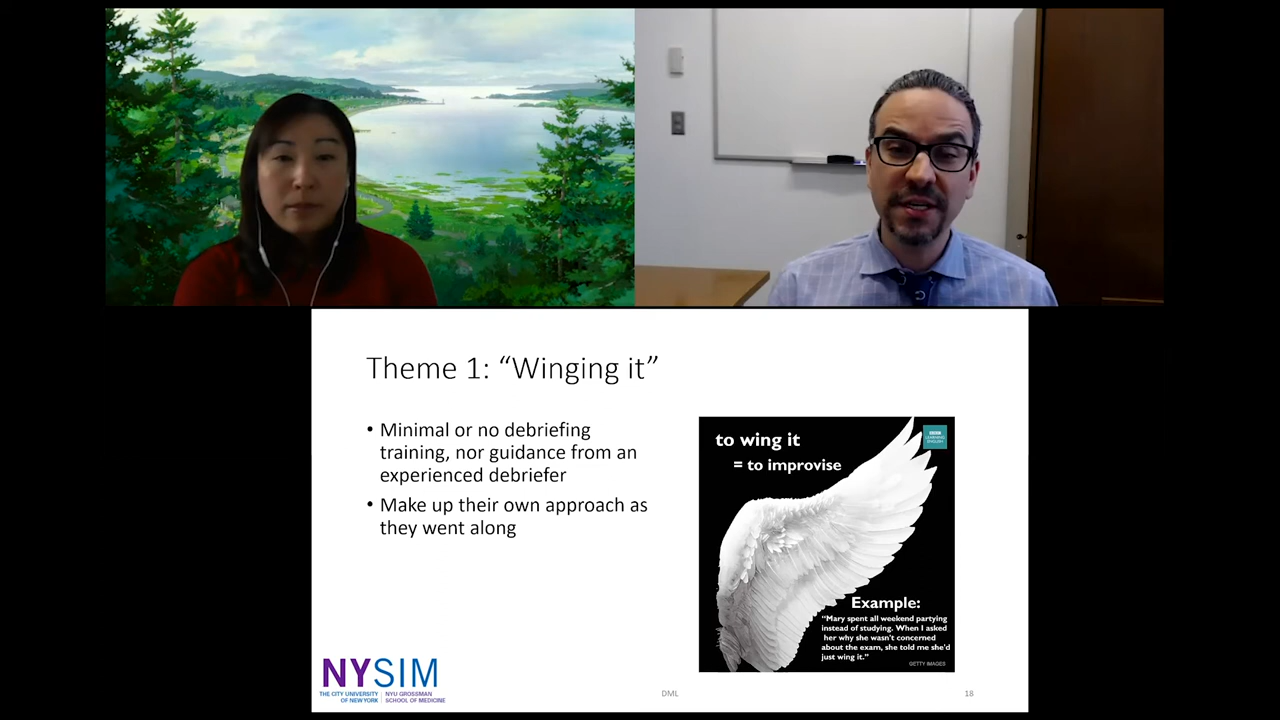 Theme 1: “Winging it”
• Minimal or no debriefing
training, nor guidance from an
experienced debriefer
• Make up their own approach as
they went along
to wing it
= to improvise
BBC
LEARNING
ENGLISH
Example:
“Mary spent all weekend partying
instead of studying. When I asked
her why she wasn't concerned
about the exam, she told me she'd
just wing it.”
GETTY IMAGES
NYSIM
THE CITY UNIVERSITY
OF NEW YORK
NYU GROSSMAN
SCHOOL OF MEDICINE
DML
18